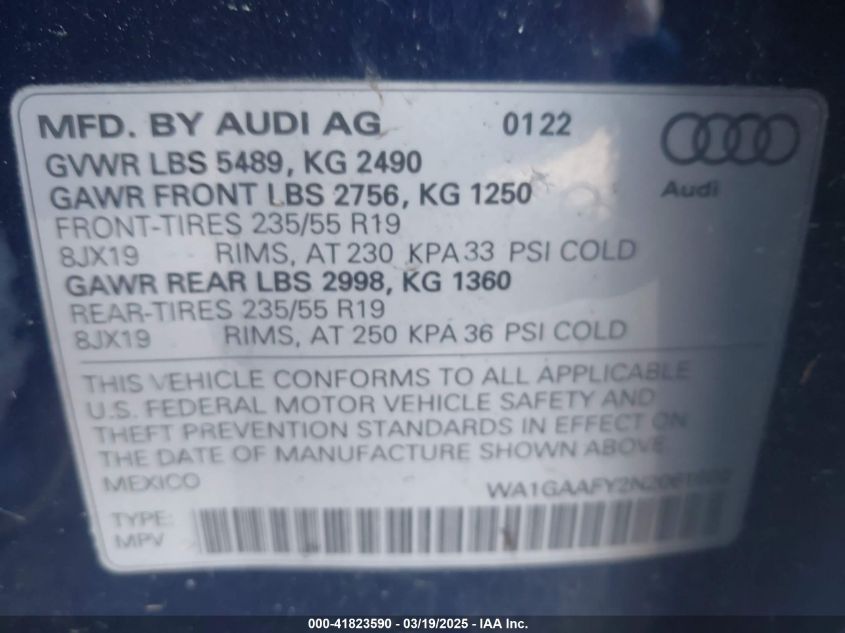 MFD. BY AUDI AG 0122
GVWR LBS 5489, KG 2490
GAWR FRONT LBS 2756, KG 1250
Audi
FRONT-TIRES 235/55 R19
8JX19 RIMS, AT 230 KPA 33 PSI COLD
GAWR REAR LBS 2998, KG 1360
REAR-TIRES 235/55 R19
8JX19 RIMS, AT 250 KPA 36 PSI COLD
THIS VEHICLE CONFORMS TO ALL APPLICABLE
U.S. FEDERAL MOTOR VEHICLE SAFETY AND
THEFT PREVENTION STANDARDS IN EFFECT ON
THE DATE OF MANUFACTURE SHOWN ABOVE
MEXICO
TYPE:
MPV
000-41823590 - 03/19/2025 - IAA Inc.